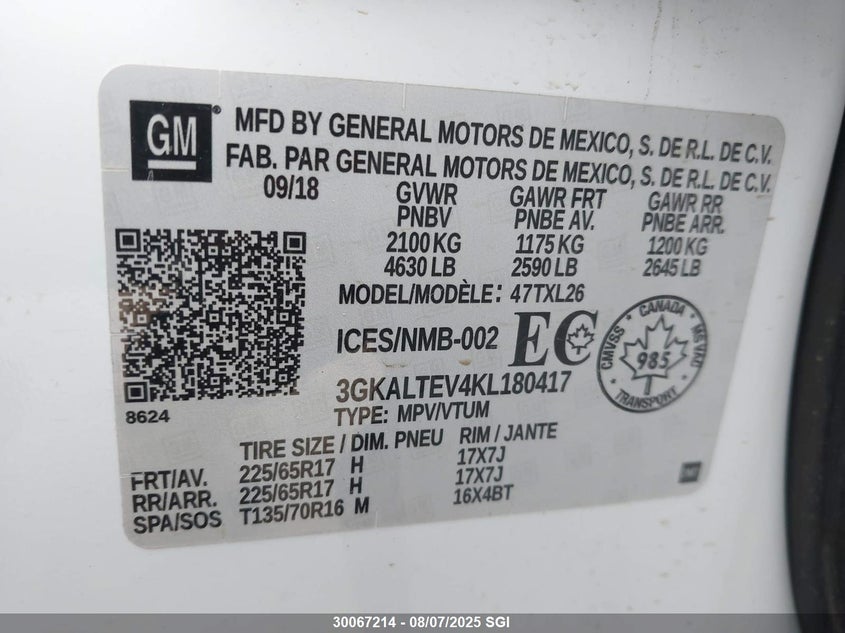 GM®
MFD BY GENERAL MOTORS DE MEXICO, S. DE R.L. DE C.V.
FAB. PAR GENERAL MOTORS DE MEXICO, S. DE R.L. DE C.V.
09/18 GVWR GAWR FRT GAWR RR
PNBV PNBE AV. PNBE ARR.
2100 KG 1175 KG 1200 KG
4630 LB 2590 LB 2645 LB
MODEL/MODÈLE: 47TXL26
ICES/NMB-002 EC
CANADA
CMVSS 985 NSVAC
TRANSPORT
3GKALTEV4KL180417
8624
TYPE: MPV/VTUM
TIRE SIZE / DIM. PNEU RIM / JANTE
FRT/AV. 225/65R17 H 17X7J
RR/ARR. 225/65R17 H 17X7J
SPA/SOS T135/70R16 M 16X4BT
GM
30067214 - 08/07/2025 SGI